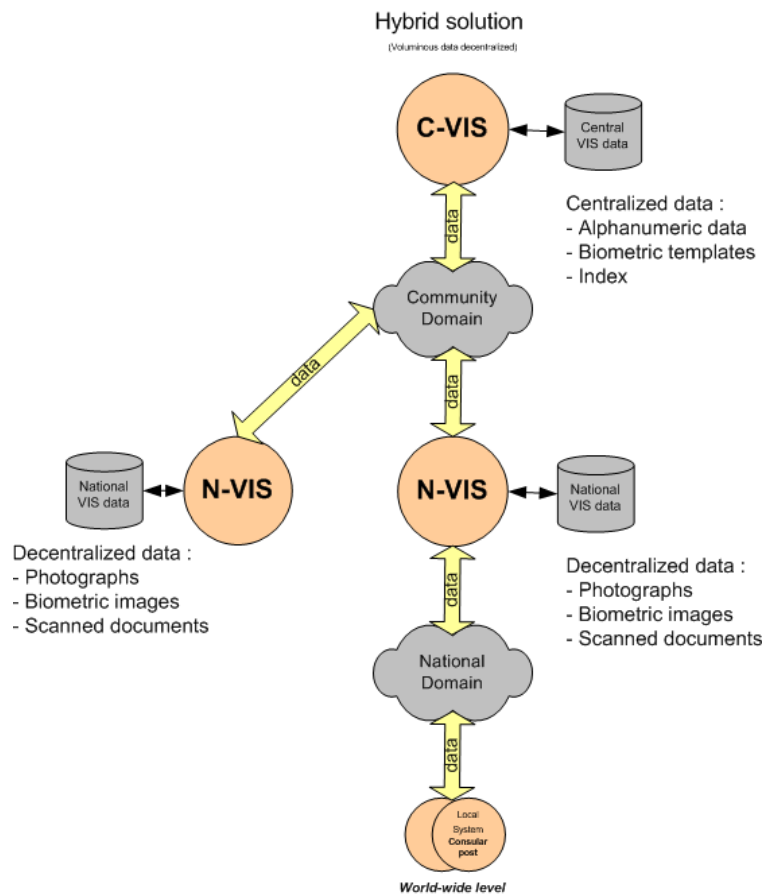 Hybrid solution
(Voluminous data decentralized)
C-VIS
Central
VIS data
data
Centralized data :
- Alphanumeric data
- Biometric templates
- Index
Community
Domain
data
data
National
VIS data
N-VIS
N-VIS
National
VIS data
Decentralized data :
- Photographs
- Biometric images
- Scanned documents
Decentralized data :
- Photographs
- Biometric images
- Scanned documents
data
National
Domain
data
Local
System
Consular
post
World-wide level